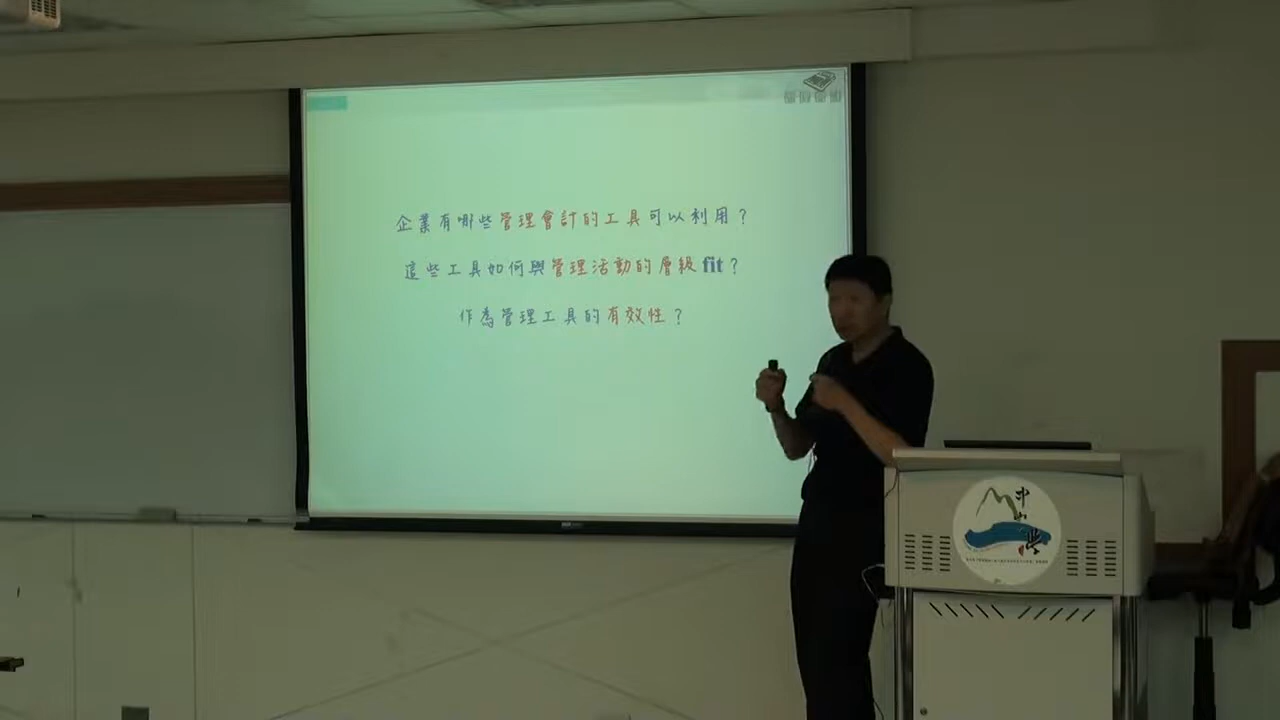 企業有哪些管理會計的工具可以利用？
這些工具如何與管理活動的層級fit？
作為管理工具的有效性？
中
山